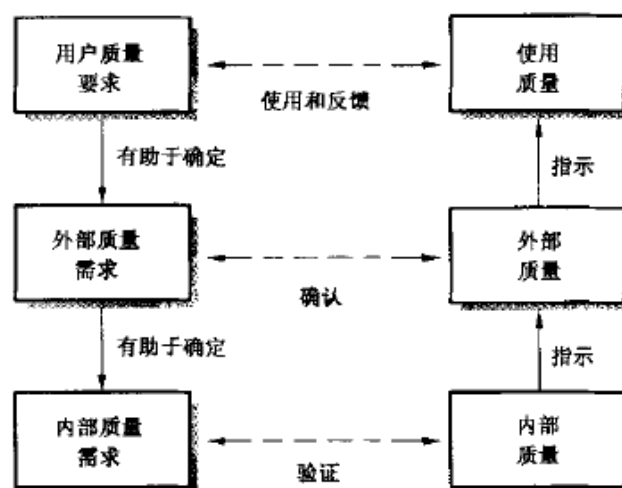 用户质量
要求
使用
质量
使用和反馈
有助于确定
指示
外部质量
需求
外部
质量
确认
有助于确定
指示
内部质量
需求
内部
质量
验证